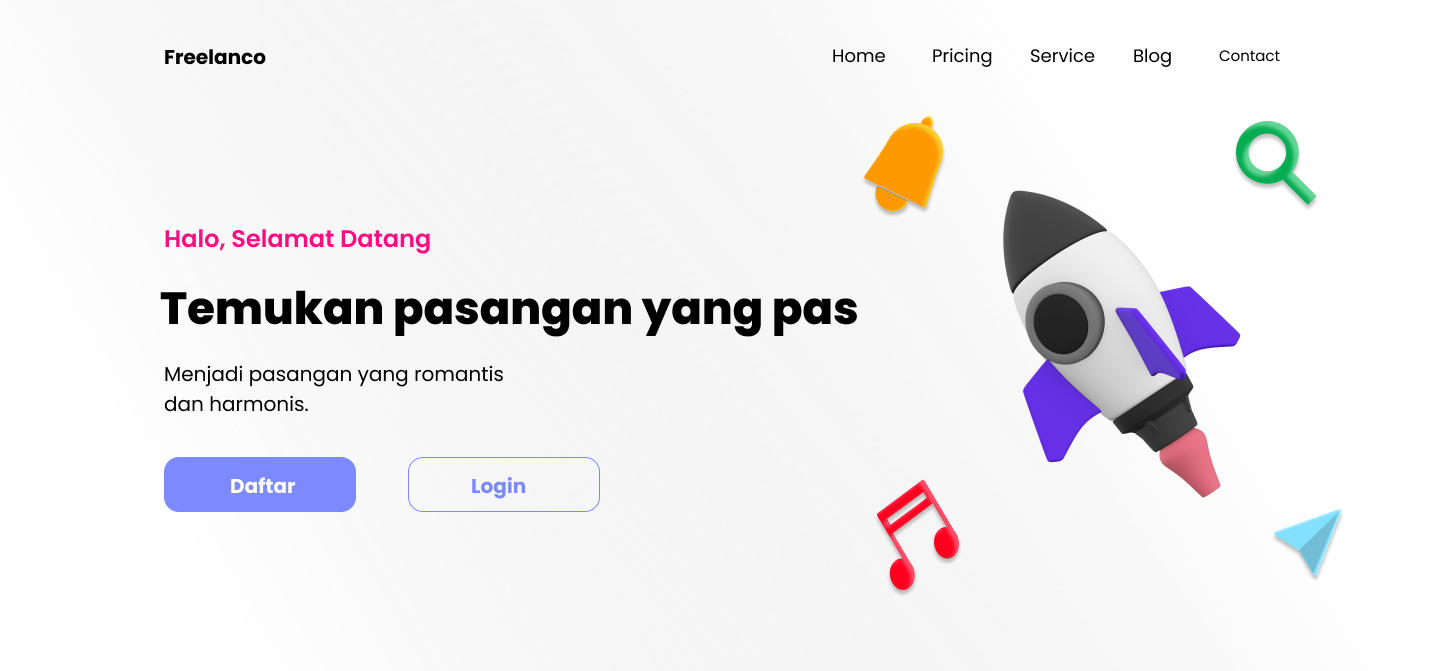 Freelanco
Home Pricing Service Blog Contact
Halo, Selamat Datang
Temukan pasangan yang pas
Menjadi pasangan yang romantis
dan harmonis.
Daftar Login